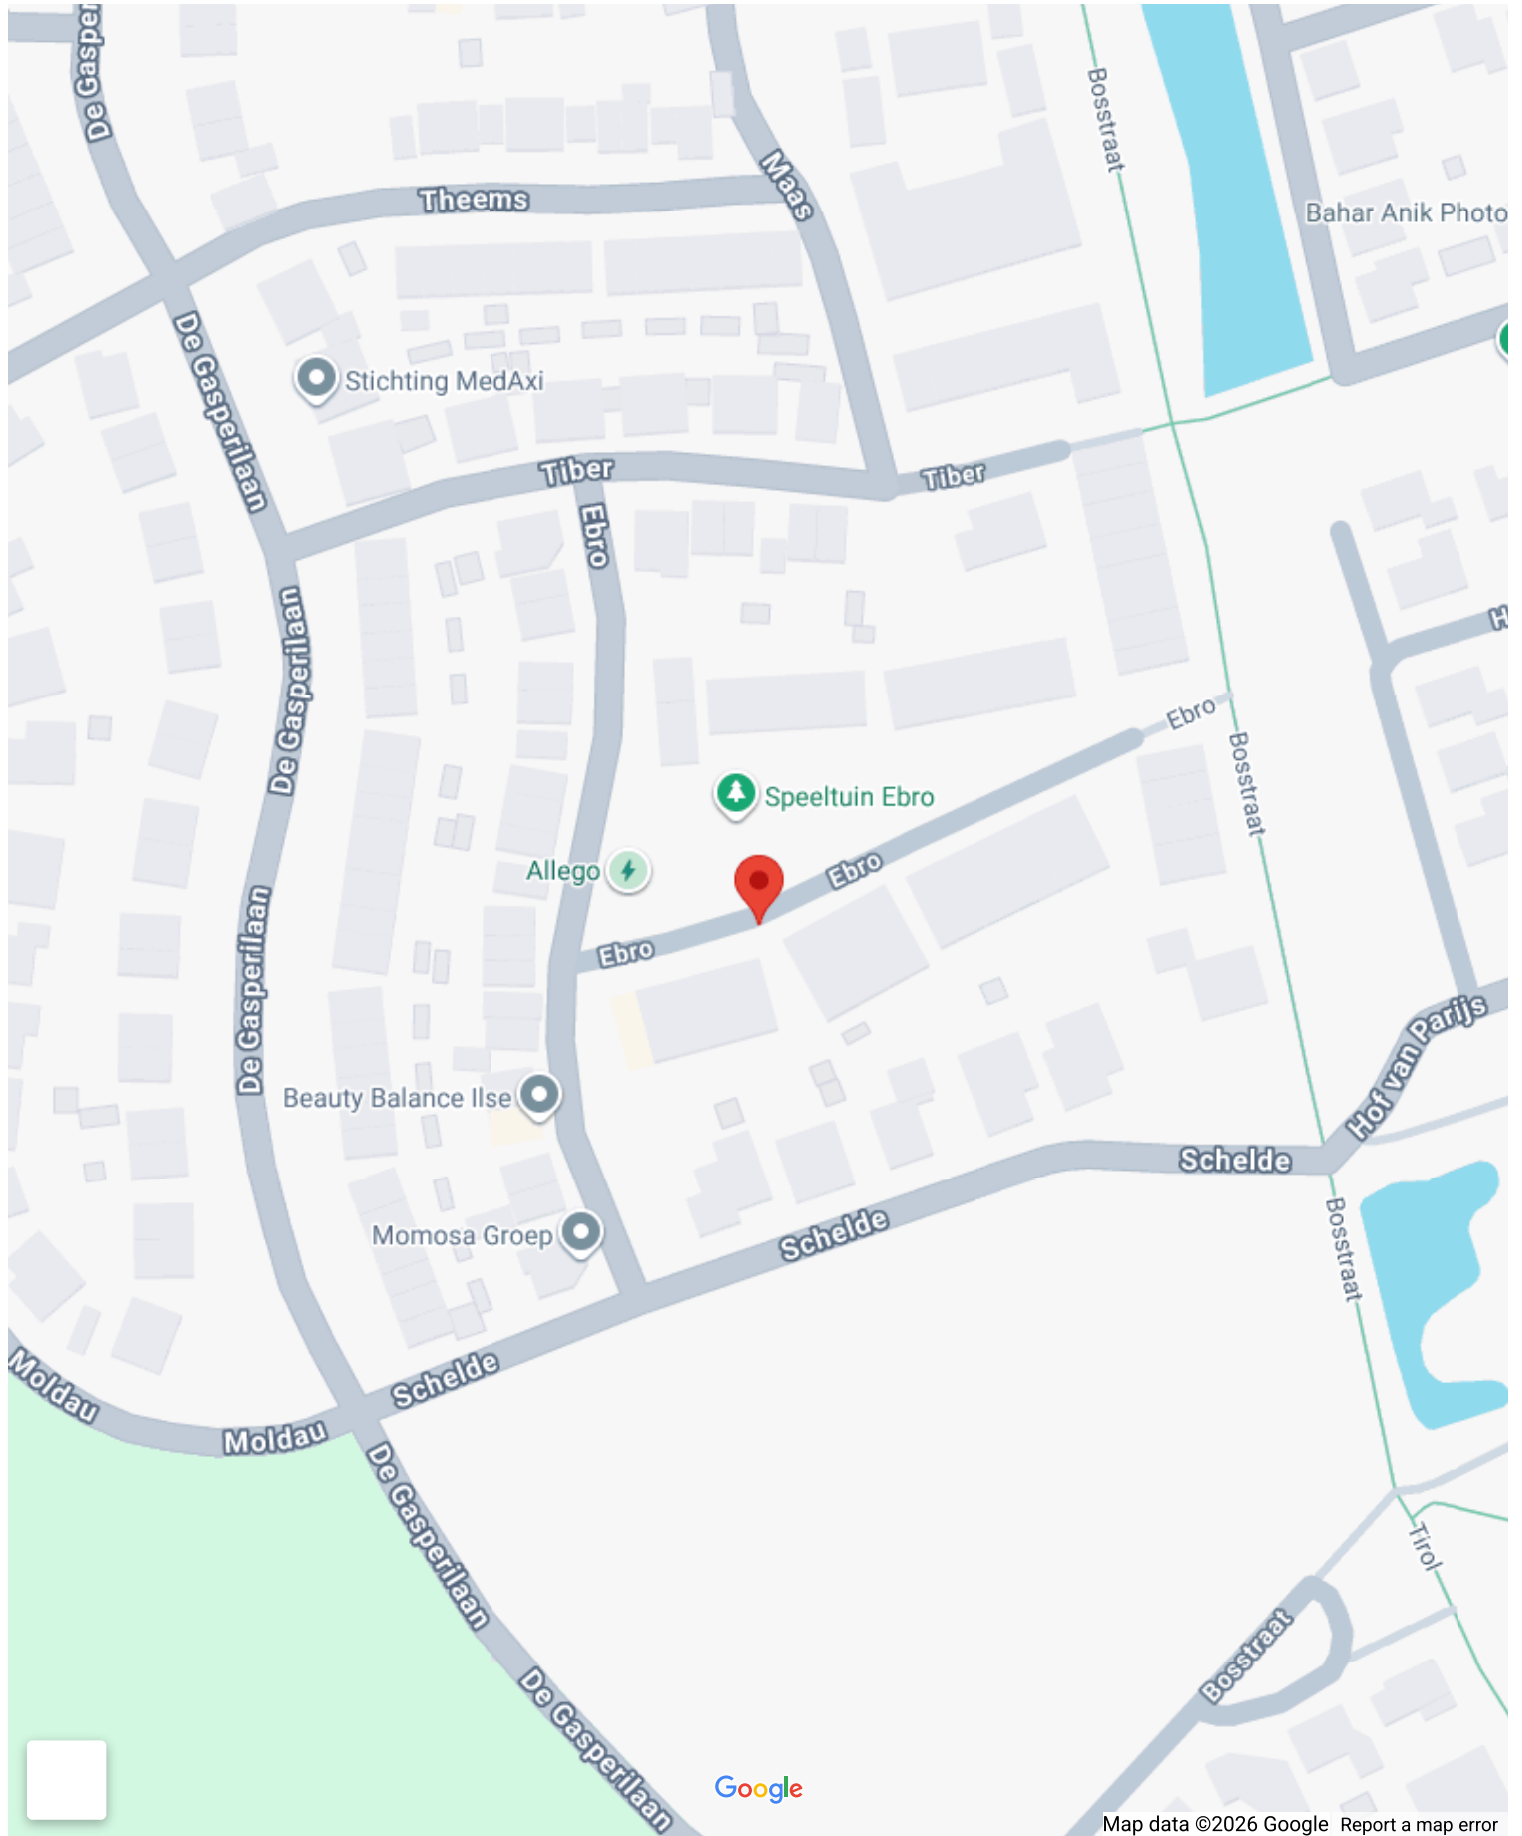 De Gasper
Bosstraat
Maas
Theems
Bahar Anik Photo
De Gasperilaan
Stichting MedAxi
Tiber
Tiber
Ebro
De Gasperilaan
H
Ebro
Bosstraat
Speeltuin Ebro
Allego
Ebro
Ebro
De Gasperilaan
Hof van Parijs
Beauty Balance Ilse
Schelde
Momosa Groep
Schelde
Bosstraat
Moldau
Schelde
Moldau
De Gasperilaan
Tirol
Bosstraat
De Gasperilaan
Google
Map data ©2026 Google
Report a map error